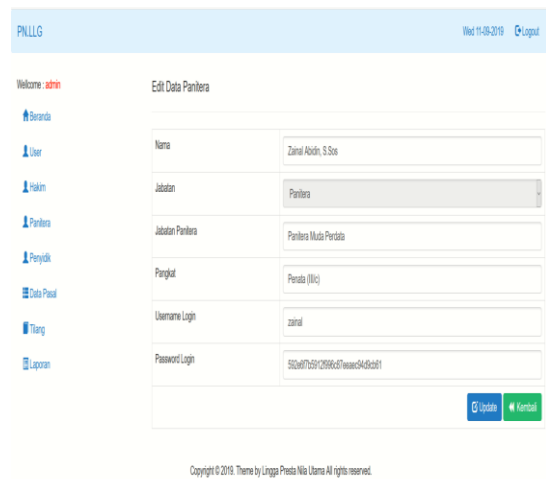 PN.LLG
Wed 11-09-2019 Logout
Wellcome : admin
Beranda
User
Hakim
Panitera
Penyidik
Data Pasal
Tilang
Laporan
Edit Data Panitera
Nama Zainal Abidin, S.Sos
Jabatan Panitera
Jabatan Panitera Panitera Muda Perdata
Pangkat Penata (III/c)
Username Login zainal
Password Login
Update Kembali
Copyright © 2019. Theme by Lingga Presta Nila Utama All rights reserved.